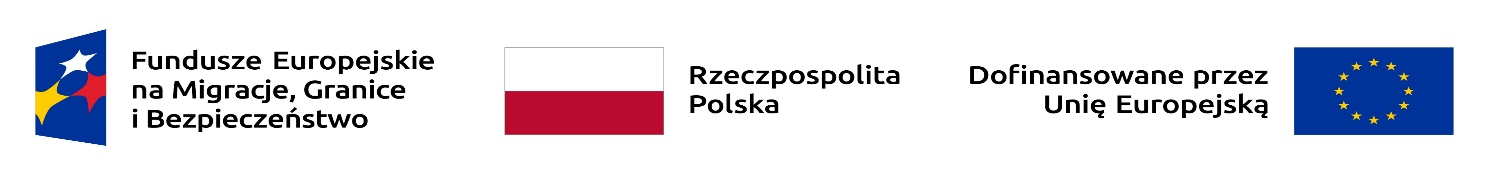 Fundusze Europejskie
na Migracje, Granice
i Bezpieczeństwo
Rzeczpospolita
Polska
Dofinansowane przez
Unię Europejską